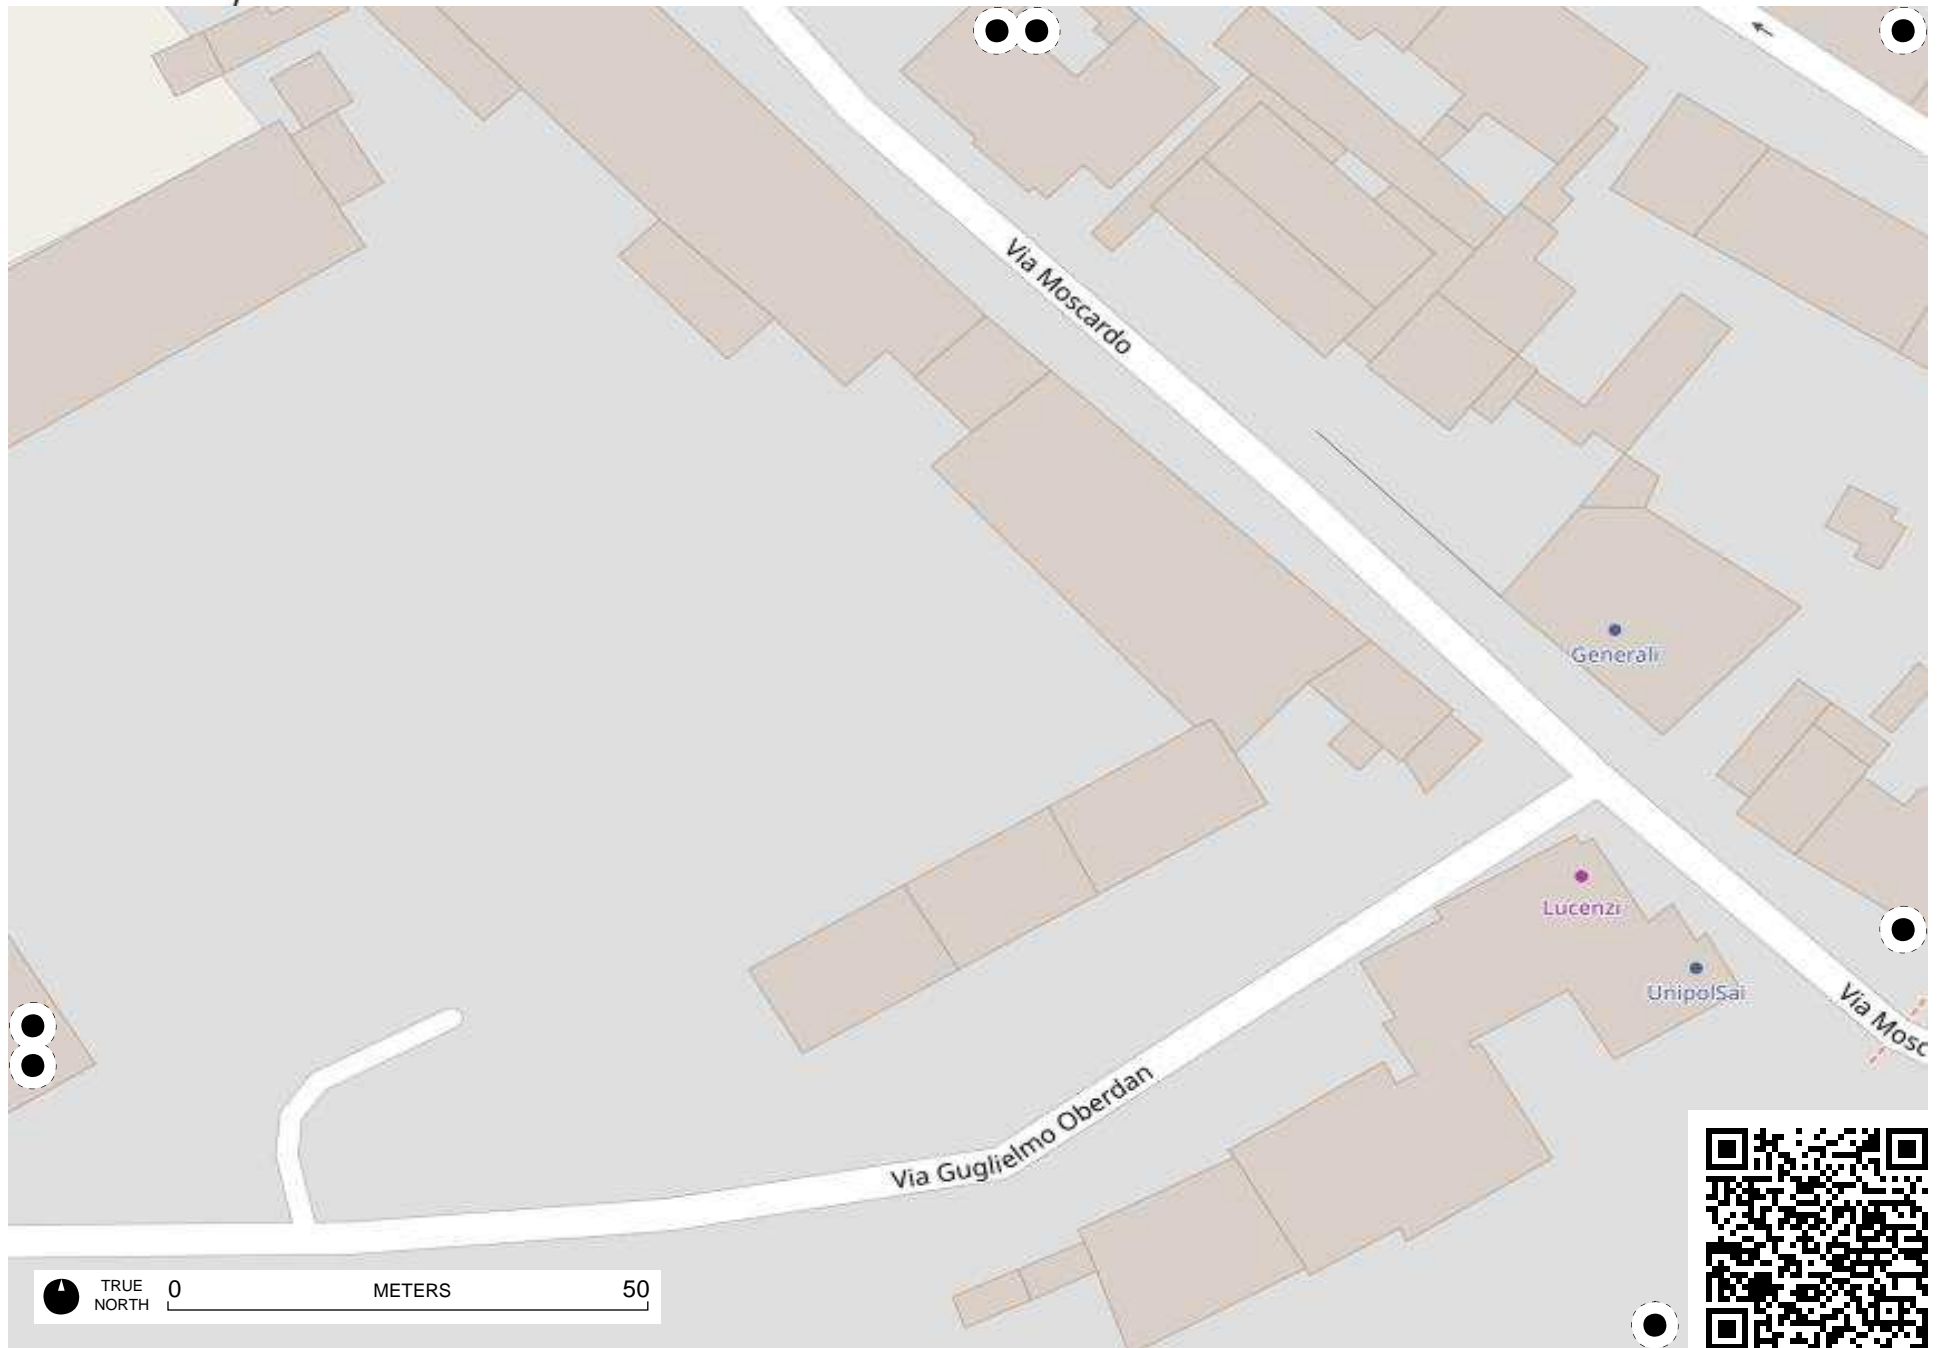 Via Moscardo
Generali
Lucenzi
UnipolSai
Via Mosc
Via Guglielmo Oberdan
TRUE
NORTH
0 METERS 50